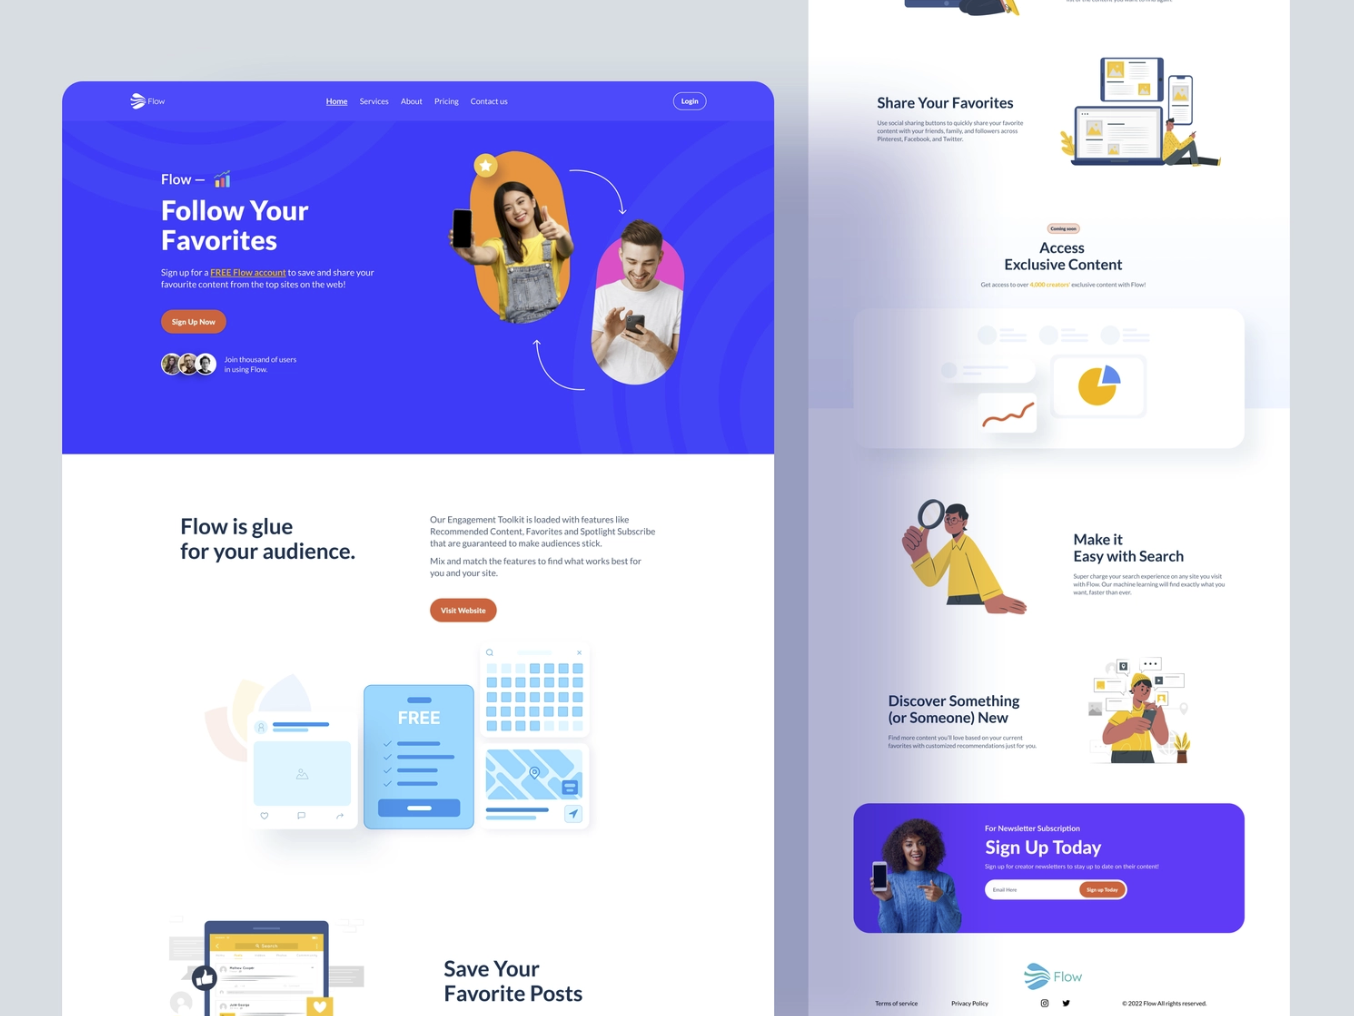 Flow
Home
Services
About
Pricing
Contact us
Login
Flow —
Follow Your
Favorites
Sign up for a FREE Flow account to save and share your
favourite content from the top sites on the web!
Sign Up Now
Join thousand of users
in using Flow.
Flow is glue
for your audience.
Our Engagement Toolkit is loaded with features like
Recommended Content, Favorites and Spotlight Subscribe
that are guaranteed to make audiences stick.
Mix and match the features to find what works best for
you and your site.
Visit Website
FREE
Search
Save Your
Favorite Posts
Share Your Favorites
Use social sharing buttons to quickly share your favorite
content with your friends, family, and followers across
Pinterest, Facebook, and Twitter.
Coming soon
Access
Exclusive Content
Get access to over 4,000 creators' exclusive content with Flow!
Make it
Easy with Search
Super charge your search experience on any site you visit
with Flow. Our machine learning will find exactly what you
want, faster than ever.
Discover Something
(or Someone) New
Find more content you'll love based on your current
favorites with customized recommendations just for you.
For Newsletter Subscription
Sign Up Today
Sign up for creator newsletters to stay up to date on their content!
Email Here
Sign up Today
Flow
Terms of service
Privacy Policy
© 2022 Flow All rights reserved.